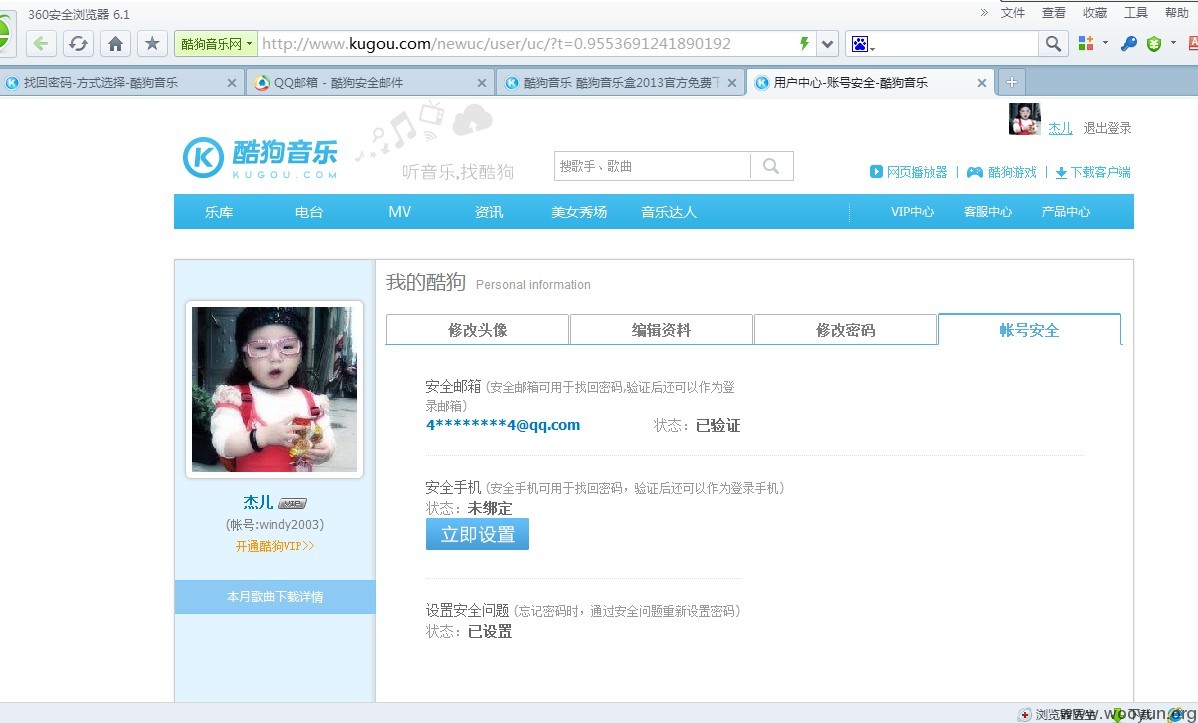 360安全浏览器 6.1
» 文件 查看 收藏 工具 帮助
酷狗音乐网 http://www.kugou.com/newuc/user/uc/?t=0.9553691241890192
找回密码-方式选择-酷狗音乐 QQ邮箱 - 酷狗安全邮件 酷狗音乐 酷狗音乐盒2013官方免费下 用户中心-账号安全-酷狗音乐
杰儿 退出登录
酷狗音乐
KUGOU.COM
听音乐,找酷狗
搜歌手、歌曲
网页播放器 | 酷狗游戏 | 下载客户端
乐库 电台 MV 资讯 美女秀场 音乐达人 VIP中心 客服中心 产品中心
我的酷狗 Personal information
修改头像 编辑资料 修改密码 帐号安全
安全邮箱 (安全邮箱可用于找回密码,验证后还可以作为登
录邮箱)
4********4@qq.com 状态：已验证
安全手机 (安全手机可用于找回密码，验证后还可以作为登录手机)
状态：未绑定
立即设置
设置安全问题 (忘记密码时，通过安全问题重新设置密码)
状态：已设置
杰儿 VIP
(帐号:windy2003)
开通酷狗VIP>>
本月歌曲下载详情
www.wooyun.org